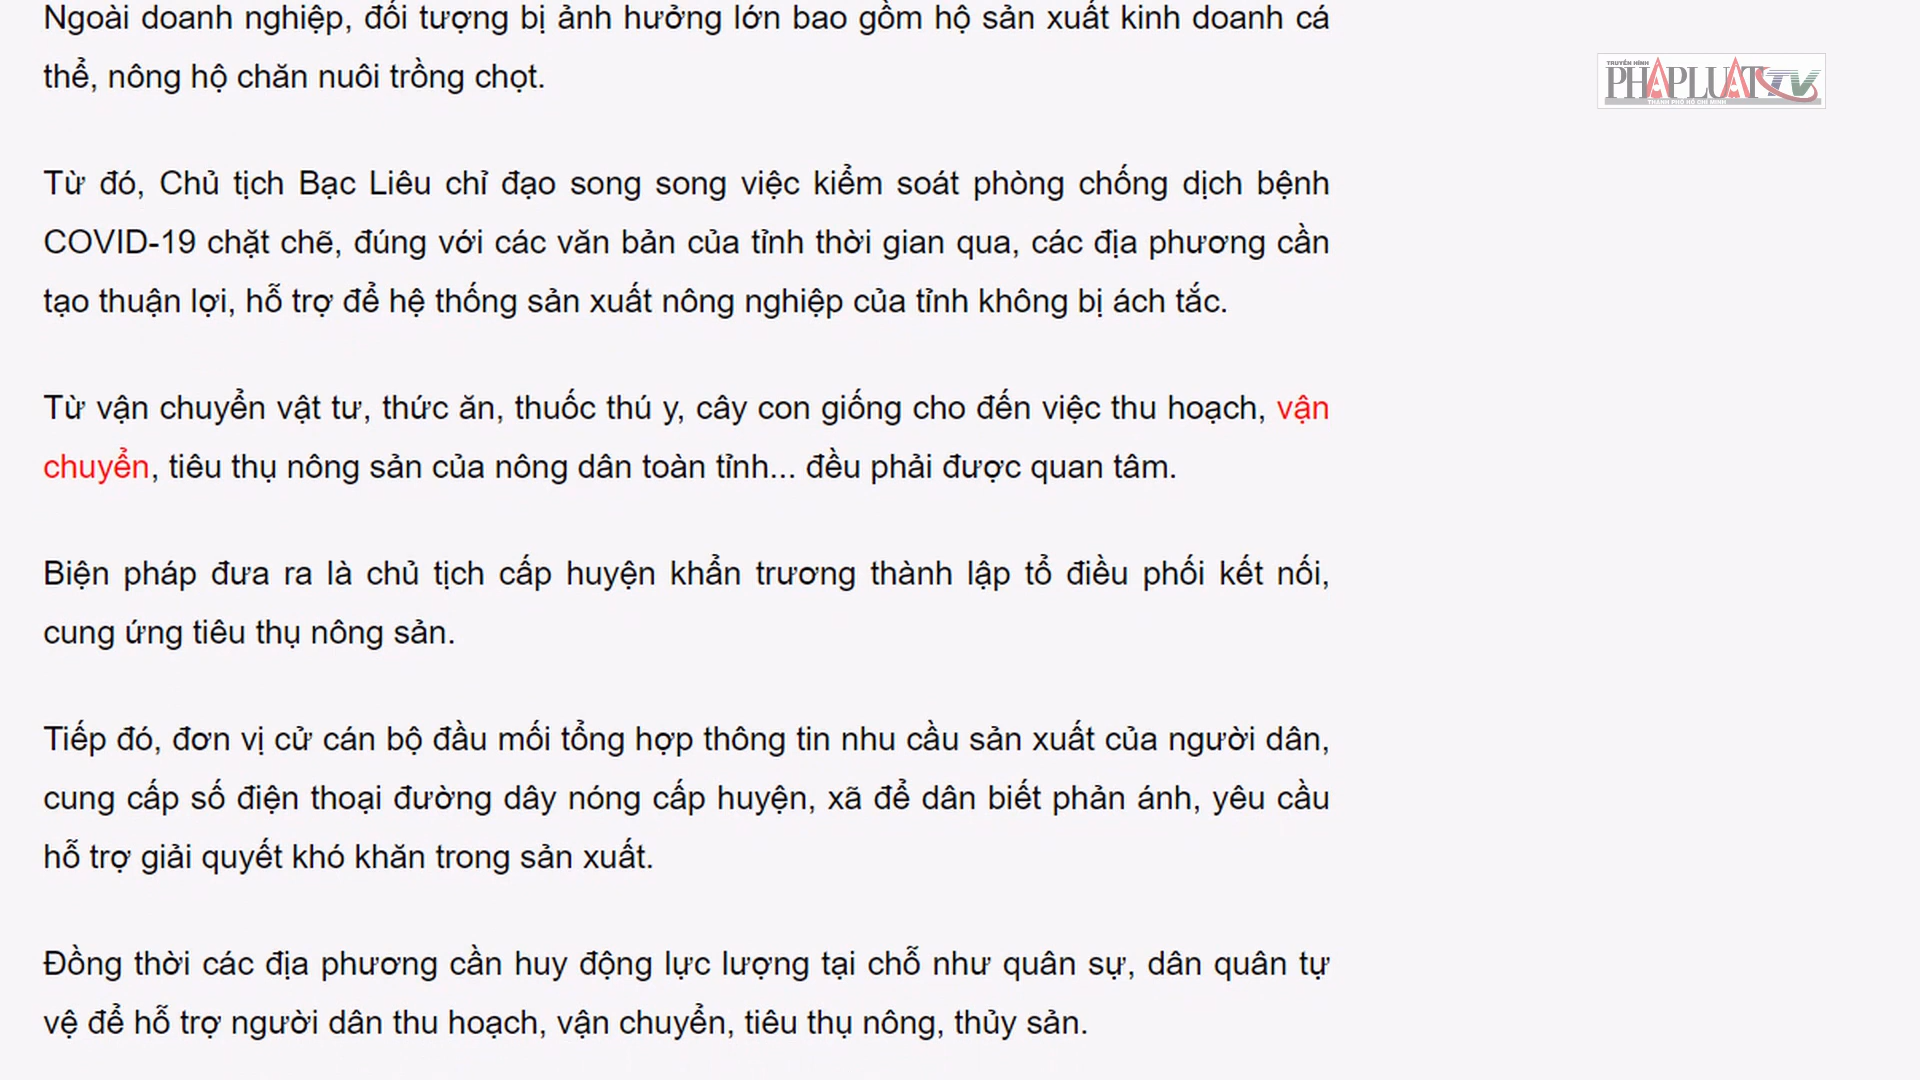 Ngoài doanh nghiệp, đối tượng bị ảnh hưởng lớn bao gồm hộ sản xuất kinh doanh cá
thể, nông hộ chăn nuôi trồng chọt.
TRUYỀN HÌNH
PHÁPLUẬT TV
THÀNH PHỐ HỒ CHÍ MINH
Từ đó, Chủ tịch Bạc Liêu chỉ đạo song song việc kiểm soát phòng chống dịch bệnh
COVID-19 chặt chẽ, đúng với các văn bản của tỉnh thời gian qua, các địa phương cần
tạo thuận lợi, hỗ trợ để hệ thống sản xuất nông nghiệp của tỉnh không bị ách tắc.
Từ vận chuyển vật tư, thức ăn, thuốc thú y, cây con giống cho đến việc thu hoạch, vận
chuyển, tiêu thụ nông sản của nông dân toàn tỉnh... đều phải được quan tâm.
Biện pháp đưa ra là chủ tịch cấp huyện khẩn trương thành lập tổ điều phối kết nối,
cung ứng tiêu thụ nông sản.
Tiếp đó, đơn vị cử cán bộ đầu mối tổng hợp thông tin nhu cầu sản xuất của người dân,
cung cấp số điện thoại đường dây nóng cấp huyện, xã để dân biết phản ánh, yêu cầu
hỗ trợ giải quyết khó khăn trong sản xuất.
Đồng thời các địa phương cần huy động lực lượng tại chỗ như quân sự, dân quân tự
vệ để hỗ trợ người dân thu hoạch, vận chuyển, tiêu thụ nông, thủy sản.